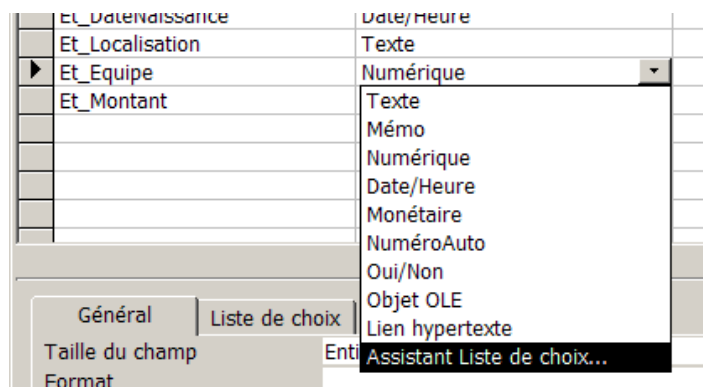 Et_DateNaissance Date/Heure
Et_Localisation Texte
Et_Equipe Numérique
Et_Montant Texte
Mémo
Numérique
Date/Heure
Monétaire
NuméroAuto
Oui/Non
Objet OLE
Général Liste de choix Lien hypertexte
Taille du champ Enti Assistant Liste de choix...
Format